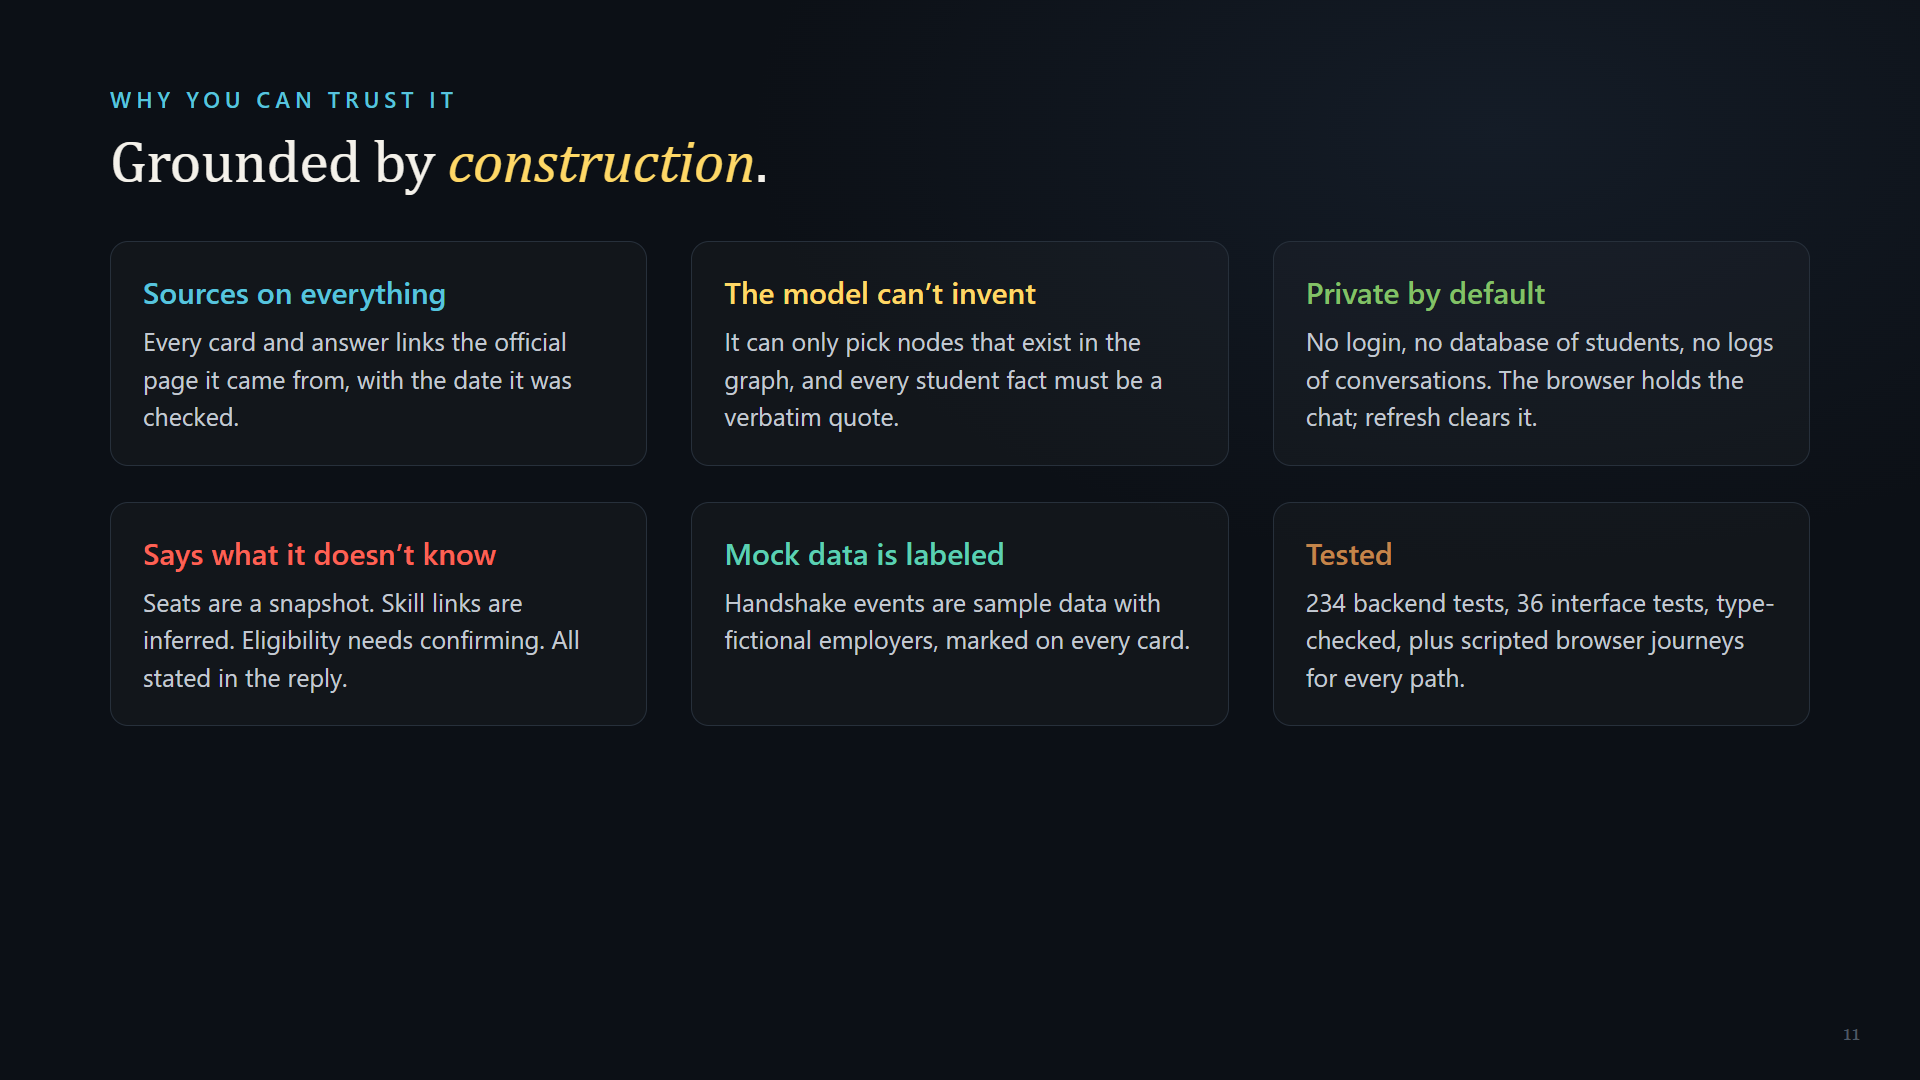 WHY YOU CAN TRUST IT
Grounded by construction.
Sources on everything
Every card and answer links the official
page it came from, with the date it was
checked.
The model can’t invent
It can only pick nodes that exist in the
graph, and every student fact must be a
verbatim quote.
Private by default
No login, no database of students, no logs
of conversations. The browser holds the
chat; refresh clears it.
Says what it doesn’t know
Seats are a snapshot. Skill links are
inferred. Eligibility needs confirming. All
stated in the reply.
Mock data is labeled
Handshake events are sample data with
fictional employers, marked on every card.
Tested
234 backend tests, 36 interface tests, type-
checked, plus scripted browser journeys
for every path.
11